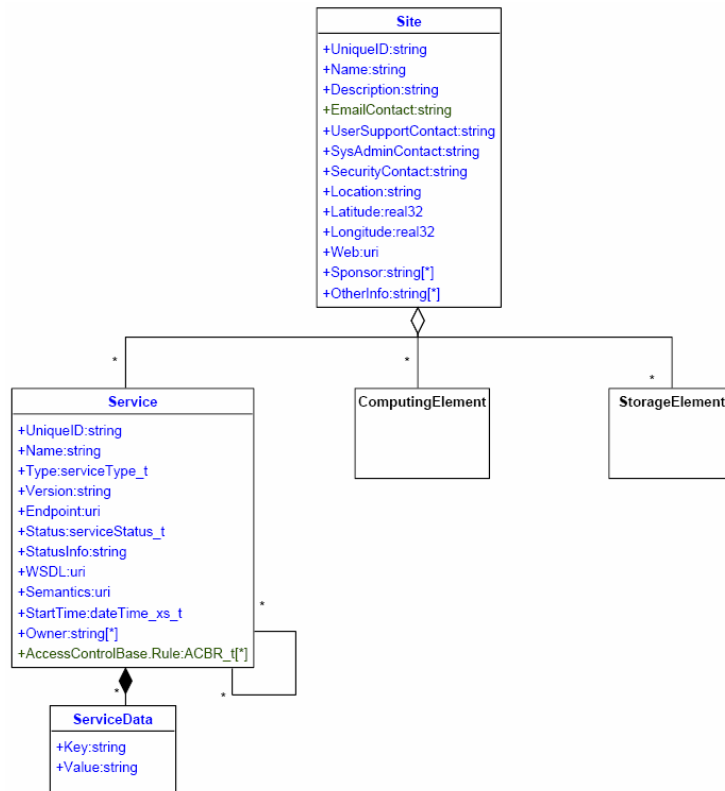 Site
+UniqueID:string
+Name:string
+Description:string
+EmailContact:string
+UserSupportContact:string
+SysAdminContact:string
+SecurityContact:string
+Location:string
+Latitude:real32
+Longitude:real32
+Web:uri
+Sponsor:string[*]
+OtherInfo:string[*]
* * *
Service
+UniqueID:string
+Name:string
+Type:serviceType_t
+Version:string
+Endpoint:uri
+Status:serviceStatus_t
+StatusInfo:string
+WSDL:uri
+Semantics:uri
+StartTime:dateTime_xs_t
+Owner:string[*]
+AccessControlBase.Rule:ACBR_t[*]
*
*
*
ServiceData
+Key:string
+Value:string
ComputingElement
StorageElement